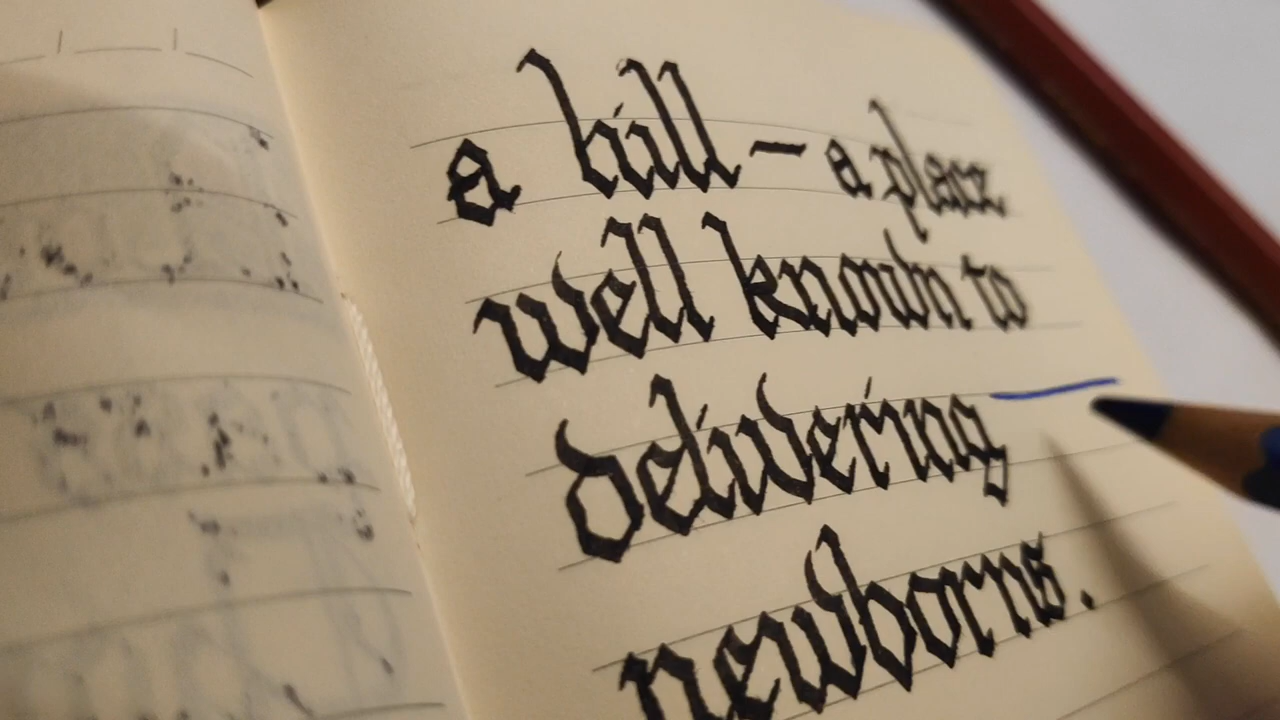 a hill – a place
well known to
delivering
newborns.